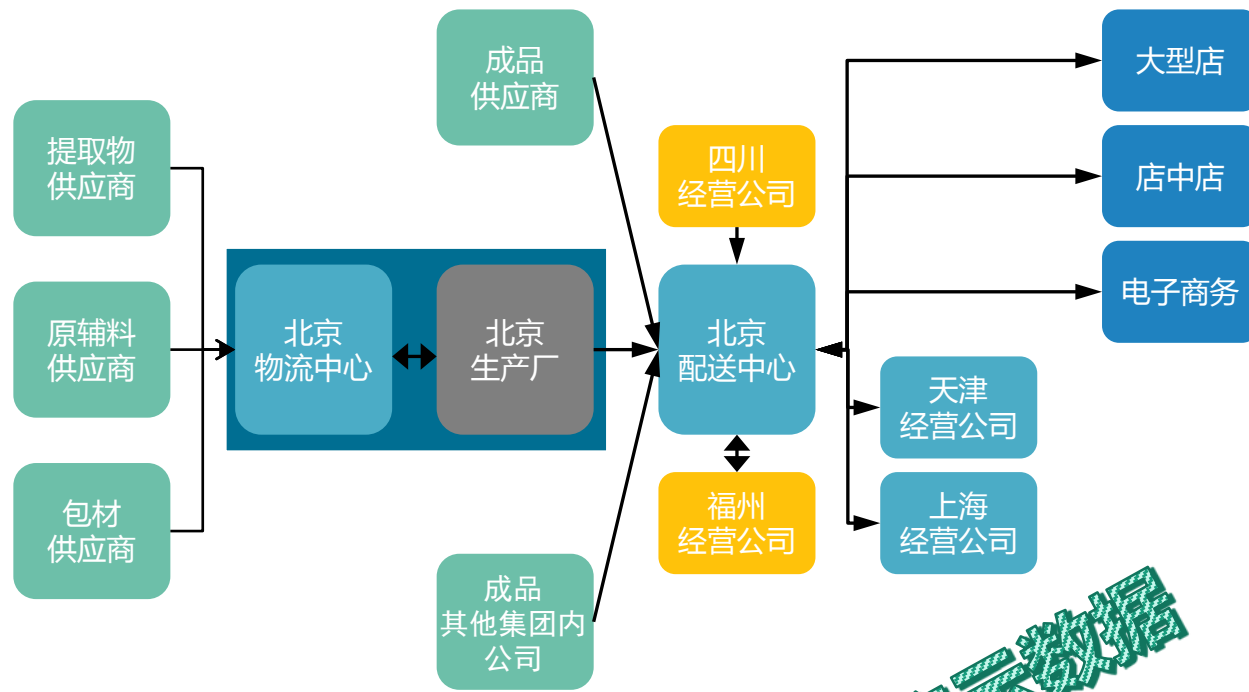 成品
供应商
大型店
提取物
供应商
四川
经营公司
店中店
电子商务
原辅料
供应商
北京
物流中心
北京
生产厂
北京
配送中心
天津
经营公司
包材
供应商
福州
经营公司
上海
经营公司
成品
其他集团内
公司
示数据